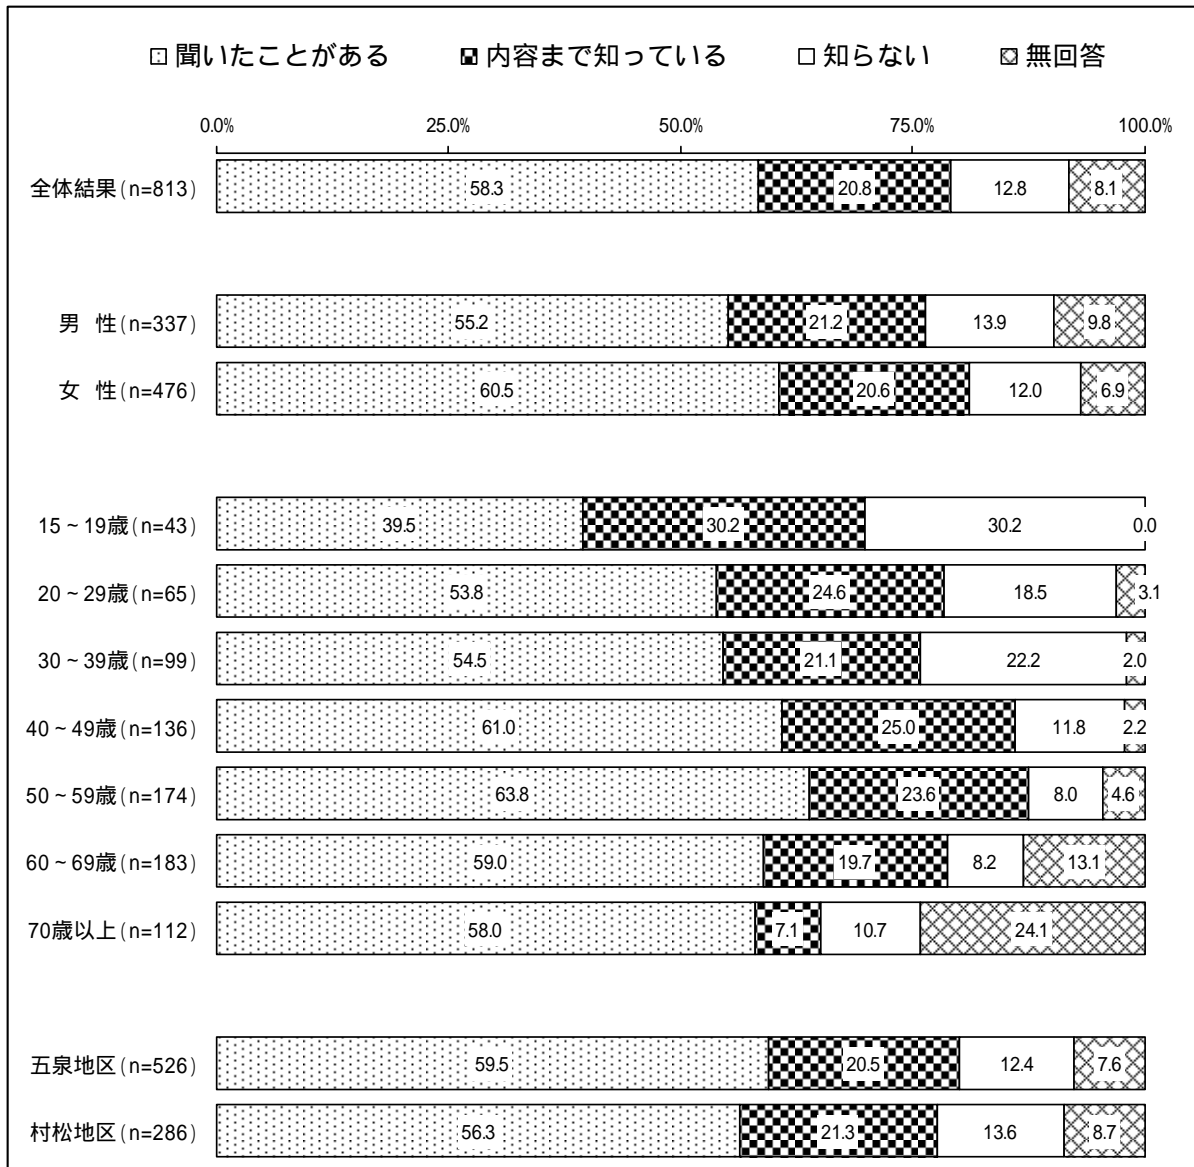 聞いたことがある 内容まで知っている 知らない 無回答
0.0% 25.0% 50.0% 75.0% 100.0%
全体結果(n=813) 58.3 20.8 12.8 8.1
男 性(n=337) 55.2 21.2 13.9 9.8
女 性(n=476) 60.5 20.6 12.0 6.9
15~19歳(n=43) 39.5 30.2 30.2 0.0
20~29歳(n=65) 53.8 24.6 18.5 3.1
30~39歳(n=99) 54.5 21.1 22.2 2.0
40~49歳(n=136) 61.0 25.0 11.8 2.2
50~59歳(n=174) 63.8 23.6 8.0 4.6
60~69歳(n=183) 59.0 19.7 8.2 13.1
70歳以上(n=112) 58.0 7.1 10.7 24.1
五泉地区(n=526) 59.5 20.5 12.4 7.6
村松地区(n=286) 56.3 21.3 13.6 8.7